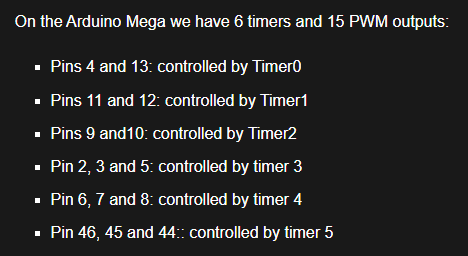 On the Arduino Mega we have 6 timers and 15 PWM outputs:
Pins 4 and 13: controlled by Timer0
Pins 11 and 12: controlled by Timer1
Pins 9 and10: controlled by Timer2
Pin 2, 3 and 5: controlled by timer 3
Pin 6, 7 and 8: controlled by timer 4
Pin 46, 45 and 44:: controlled by timer 5